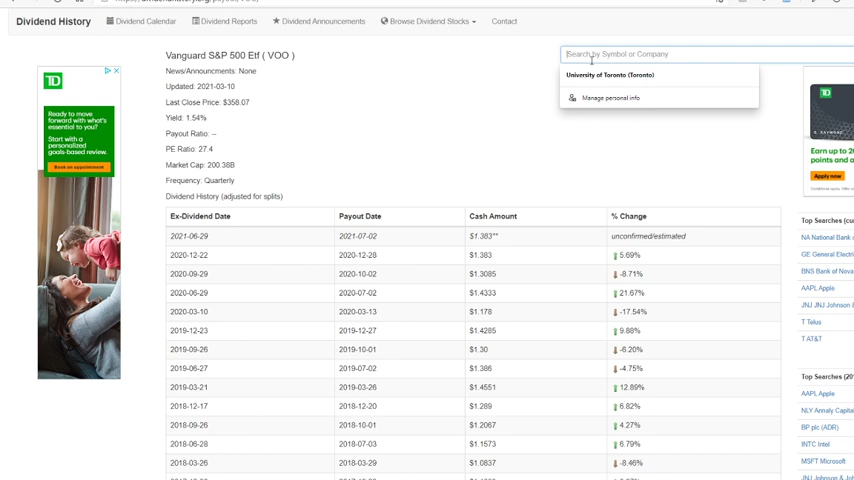 Dividend History
Dividend Calendar
Dividend Reports
Dividend Announcements
Browse Dividend Stocks
Contact
Vanguard S&P 500 Etf ( VOO )
Search by Symbol or Company
University of Toronto (Toronto)
Manage personal info
News/Announcements: None
Updated: 2021-03-10
Last Close Price: $358.07
Yield: 1.54%
Payout Ratio: --
PE Ratio: 27.4
Market Cap: 200.38B
Frequency: Quarterly
Dividend History (adjusted for splits)
TD
Ready to move
forward with what's
essential to you?
Start with a
personalized
goals-based review.
Book an appointment
Ex-Dividend Date Payout Date Cash Amount % Change
2021-06-29 2021-07-02 $1.383** unconfirmed/estimated
2020-12-22 2020-12-28 $1.383 5.69%
2020-09-29 2020-10-02 $1.3085 -8.71%
2020-06-29 2020-07-02 $1.4333 21.67%
2020-03-10 2020-03-13 $1.178 -17.54%
2019-12-23 2019-12-27 $1.4285 9.88%
2019-09-26 2019-10-01 $1.30 -6.20%
2019-06-27 2019-07-02 $1.386 -4.75%
2019-03-21 2019-03-26 $1.4551 12.89%
2018-12-17 2018-12-20 $1.289 6.82%
2018-09-26 2018-10-01 $1.2067 4.27%
2018-06-28 2018-07-03 $1.1573 6.79%
2018-03-26 2018-03-29 $1.0837 -8.46%
TD
Earn up to
points and a
Apply now
Top Searches (cu
NA National Bank
GE General Electri
BNS Bank of Nova
AAPL Apple
JNJ JNJ Johnson
T Telus
T AT&T
Top Searches (20
AAPL Apple
NLY Annaly Capita
BP plc (ADR)
INTC Intel
MSFT Microsoft
JNJ Johnson & J